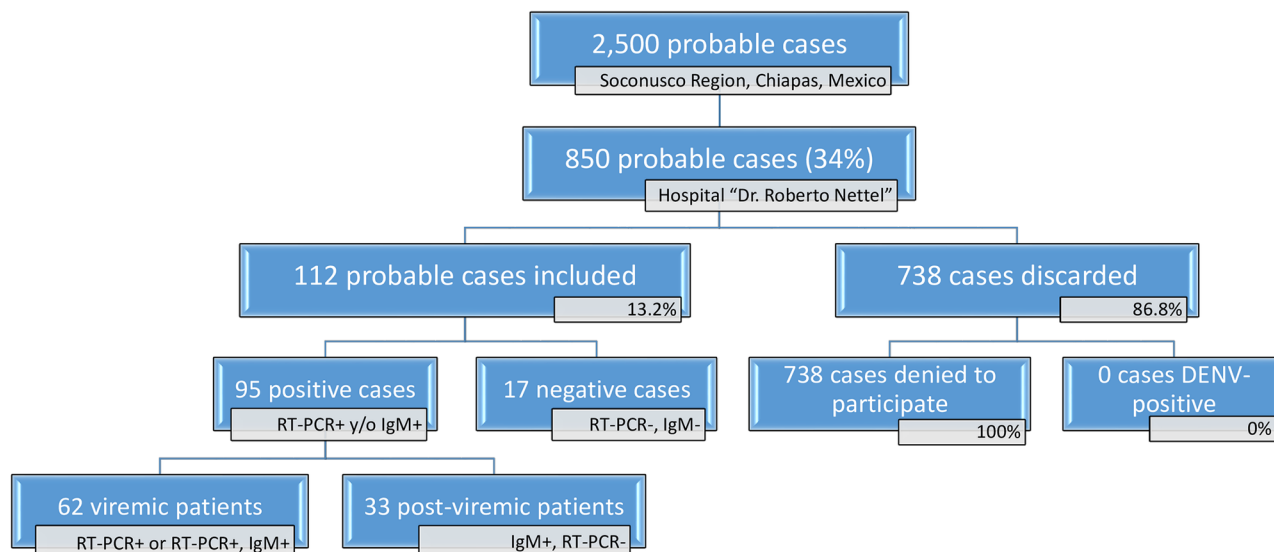 2,500 probable cases
Soconusco Region, Chiapas, Mexico
850 probable cases (34%)
Hospital “Dr. Roberto Nettel”
112 probable cases included
13.2%
738 cases discarded
86.8%
95 positive cases
RT-PCR+ y/o IgM+
17 negative cases
RT-PCR-, IgM-
738 cases denied to
participate
100%
0 cases DENV-
positive
0%
62 viremic patients
RT-PCR+ or RT-PCR+, IgM+
33 post-viremic patients
IgM+, RT-PCR-